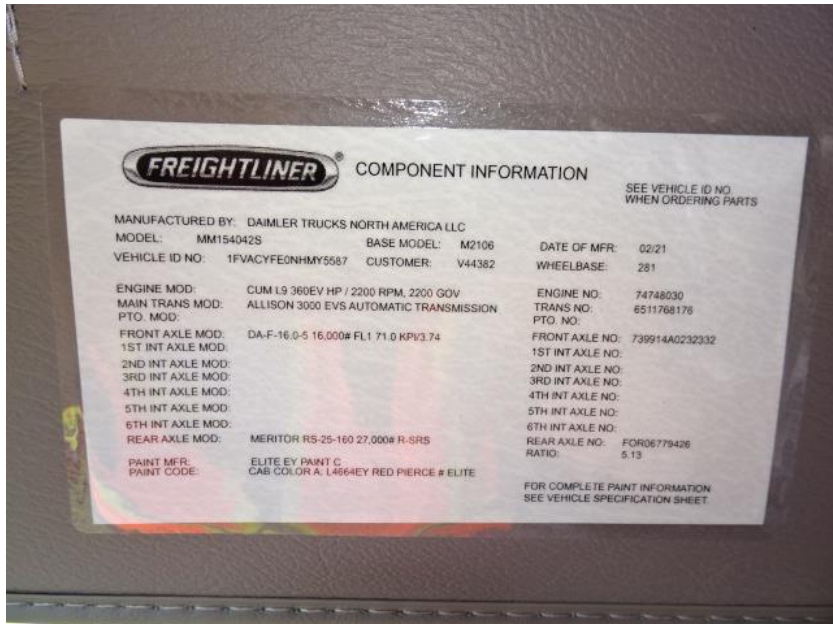 FREIGHTLINER® COMPONENT INFORMATION
SEE VEHICLE ID NO.
WHEN ORDERING PARTS
MANUFACTURED BY: DAIMLER TRUCKS NORTH AMERICA LLC
MODEL: MM154042S BASE MODEL: M2106 DATE OF MFR: 02/21
VEHICLE ID NO: 1FVACYFE0NHMY5587 CUSTOMER: V44382 WHEELBASE: 281
ENGINE MOD: CUM L9 360EV HP / 2200 RPM, 2200 GOV ENGINE NO: 74748030
MAIN TRANS MOD: ALLISON 3000 EVS AUTOMATIC TRANSMISSION TRANS NO: 6511768176
PTO. MOD: PTO. NO:
FRONT AXLE MOD: DA-F-16.0-5 16,000# FL1 71.0 KPI/3.74 FRONT AXLE NO: 739914A0232332
1ST INT AXLE MOD: 1ST INT AXLE NO:
2ND INT AXLE MOD: 2ND INT AXLE NO:
3RD INT AXLE MOD: 3RD INT AXLE NO:
4TH INT AXLE MOD: 4TH INT AXLE NO:
5TH INT AXLE MOD: 5TH INT AXLE NO:
6TH INT AXLE MOD: 6TH INT AXLE NO:
REAR AXLE MOD: MERITOR RS-25-160 27,000# R-SRS REAR AXLE NO: FOR06779426
RATIO: 5.13
PAINT MFR: ELITE EY PAINT C
PAINT CODE: CAB COLOR A: L4664EY RED PIERCE # ELITE
FOR COMPLETE PAINT INFORMATION
SEE VEHICLE SPECIFICATION SHEET.